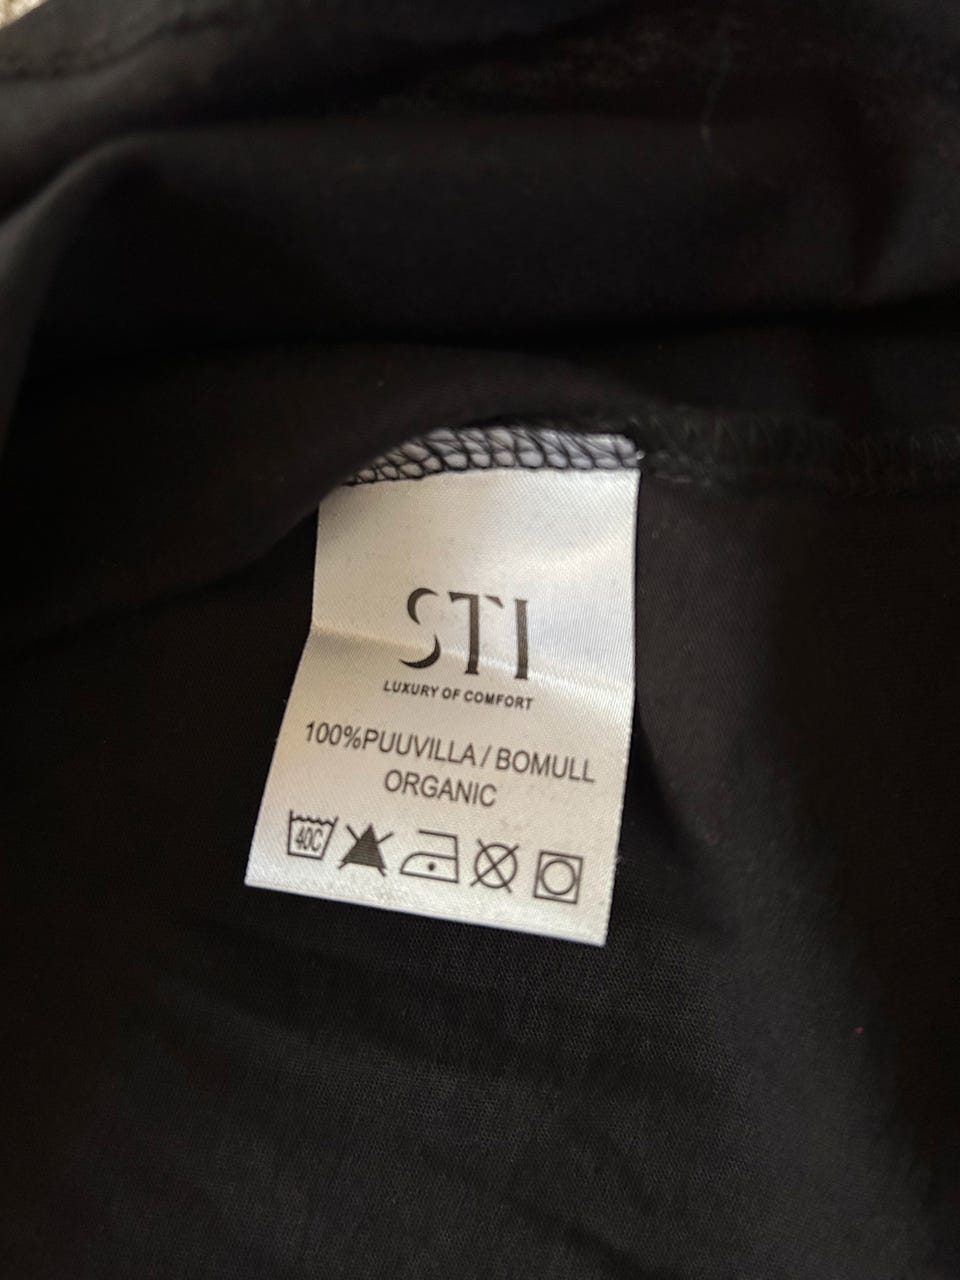 STI
LUXURY OF COMFORT
100%PUUVILLA / BOMULL
ORGANIC
40C